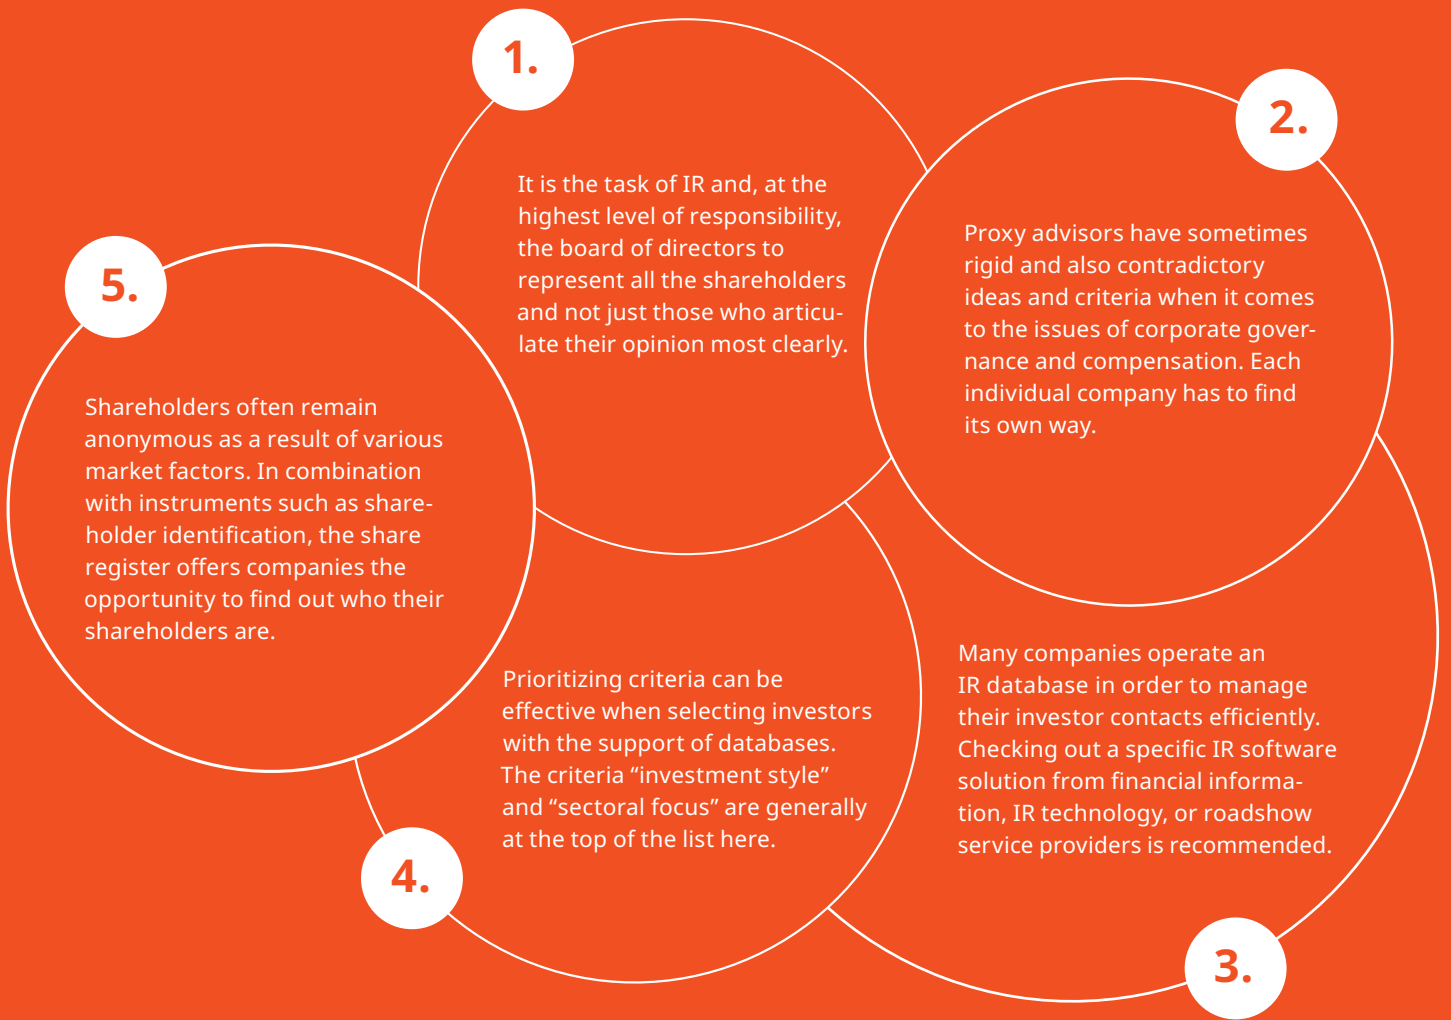 1.
It is the task of IR and, at the
highest level of responsibility,
the board of directors to
represent all the shareholders
and not just those who articu-
late their opinion most clearly.
2.
Proxy advisors have sometimes
rigid and also contradictory
ideas and criteria when it comes
to the issues of corporate gover-
nance and compensation. Each
individual company has to find
its own way.
3.
Many companies operate an
IR database in order to manage
their investor contacts efficiently.
Checking out a specific IR software
solution from financial informa-
tion, IR technology, or roadshow
service providers is recommended.
4.
Prioritizing criteria can be
effective when selecting investors
with the support of databases.
The criteria “investment style”
and “sectoral focus” are generally
at the top of the list here.
5.
Shareholders often remain
anonymous as a result of various
market factors. In combination
with instruments such as share-
holder identification, the share
register offers companies the
opportunity to find out who their
shareholders are.